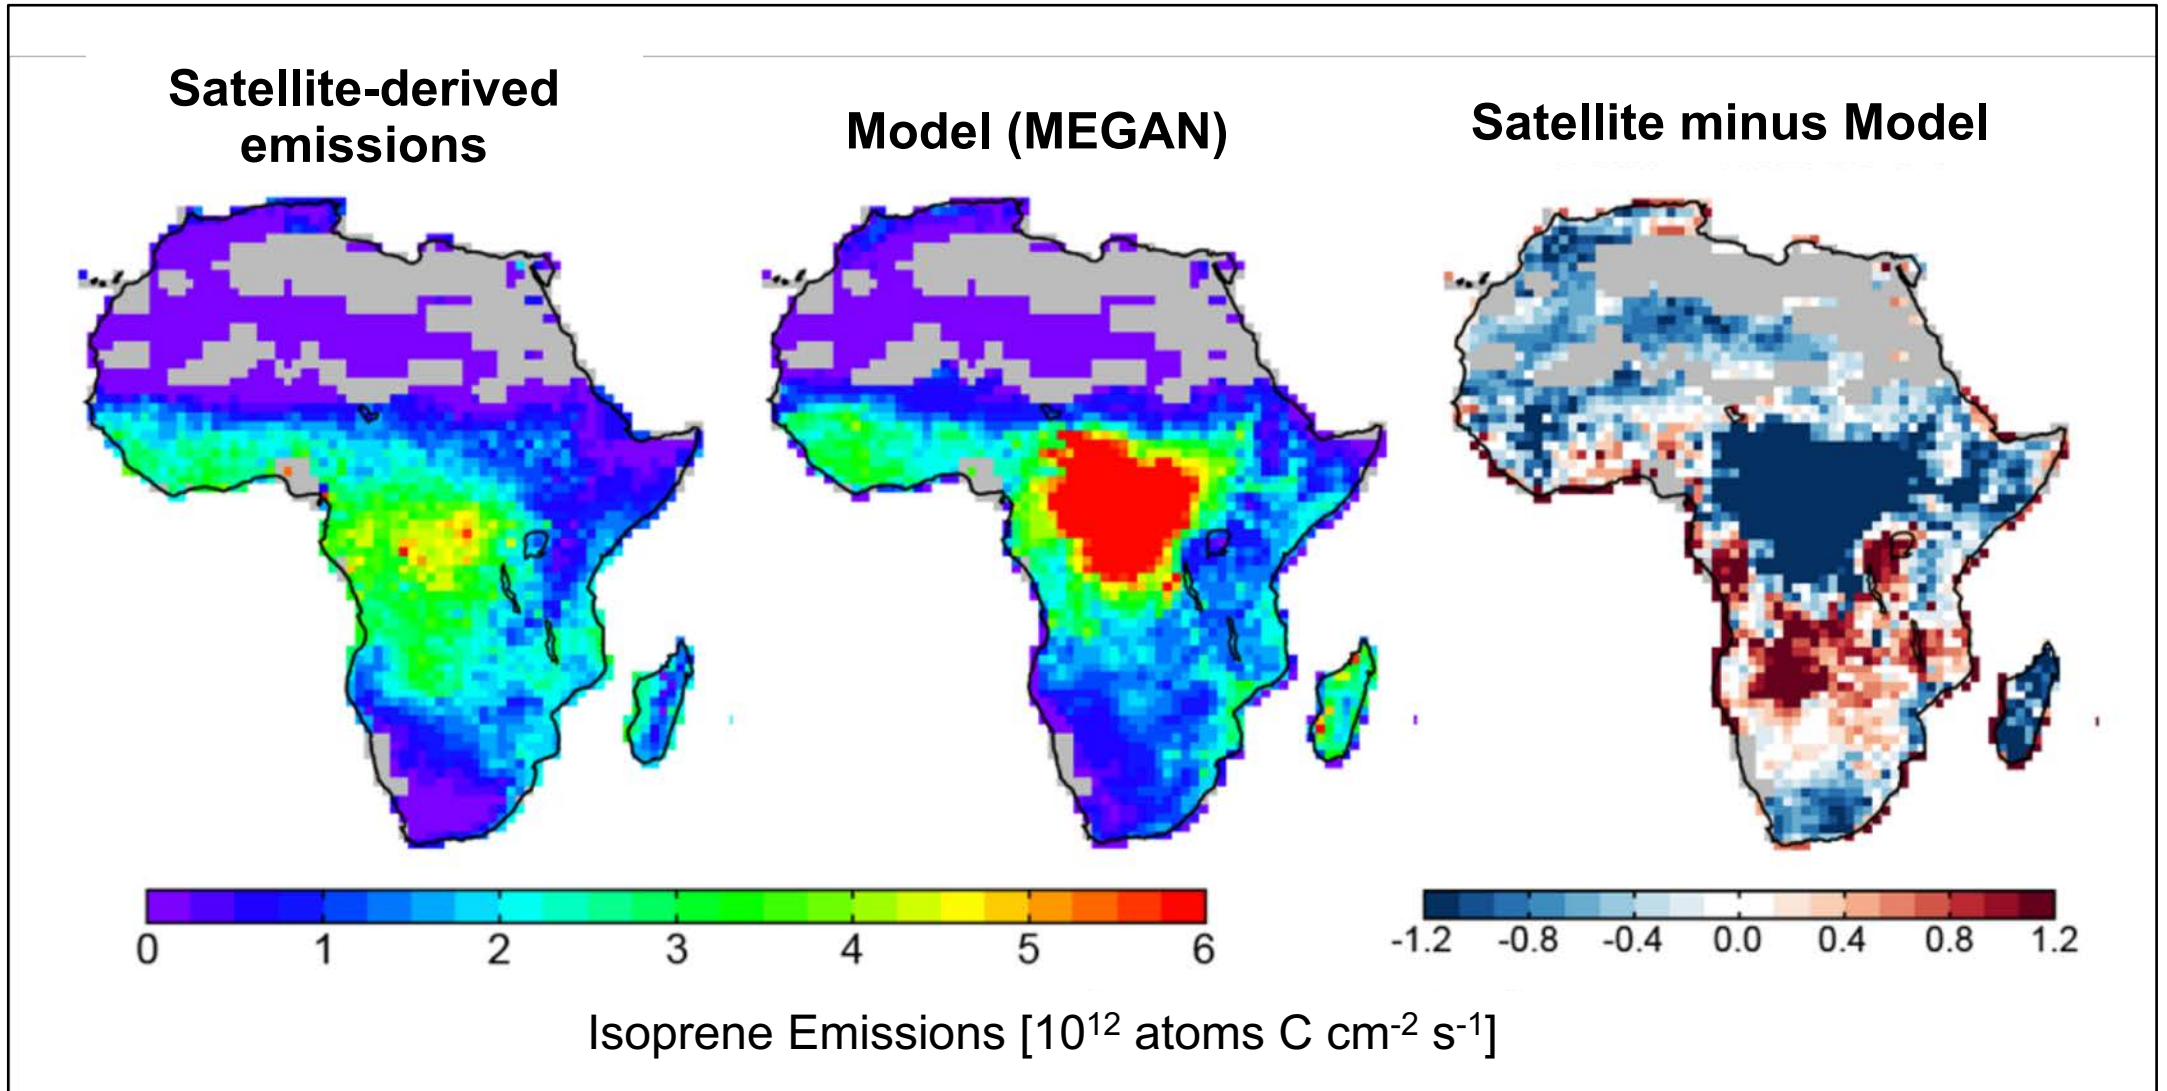 Satellite-derived
emissions
Model (MEGAN)
Satellite minus Model
0 1 2 3 4 5 6
-1.2 -0.8 -0.4 0.0 0.4 0.8 1.2
Isoprene Emissions [10¹² atoms C cm⁻² s⁻¹]